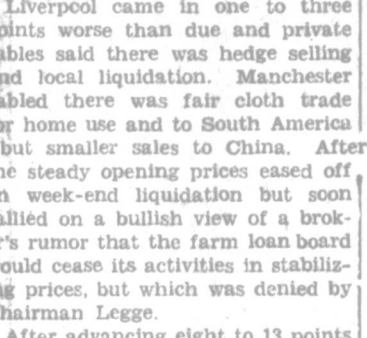 Liverpool came in one to three
oints worse than due and private
ables said there was hedge selling
nd local liquidation. Manchester
abled there was fair cloth trade
or home use and to South America
but smaller sales to China. After
he steady opening prices eased off
n week-end liquidation but soon
allied on a bullish view of a brok-
r's rumor that the farm loan board
ould cease its activities in stabiliz-
g prices, but which was denied by
hairman Legge.
After advancing eight to 13 points